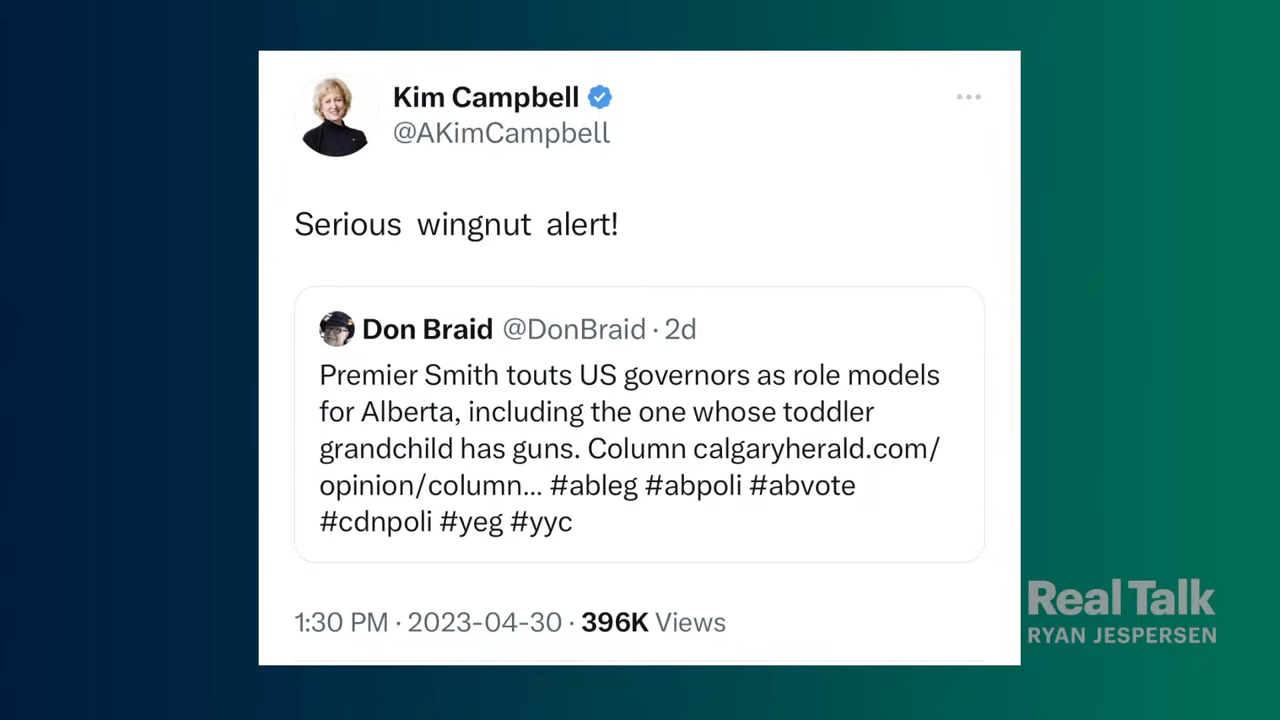 Kim Campbell
@AKimCampbell
Serious wingnut alert!
Don Braid @DonBraid · 2d
Premier Smith touts US governors as role models
for Alberta, including the one whose toddler
grandchild has guns. Column calgaryherald.com/
opinion/column... #ableg #abpoli #abvote
#cdnpoli #yeg #yyc
1:30 PM · 2023-04-30 · 396K Views
Real Talk
RYAN JESPERSEN